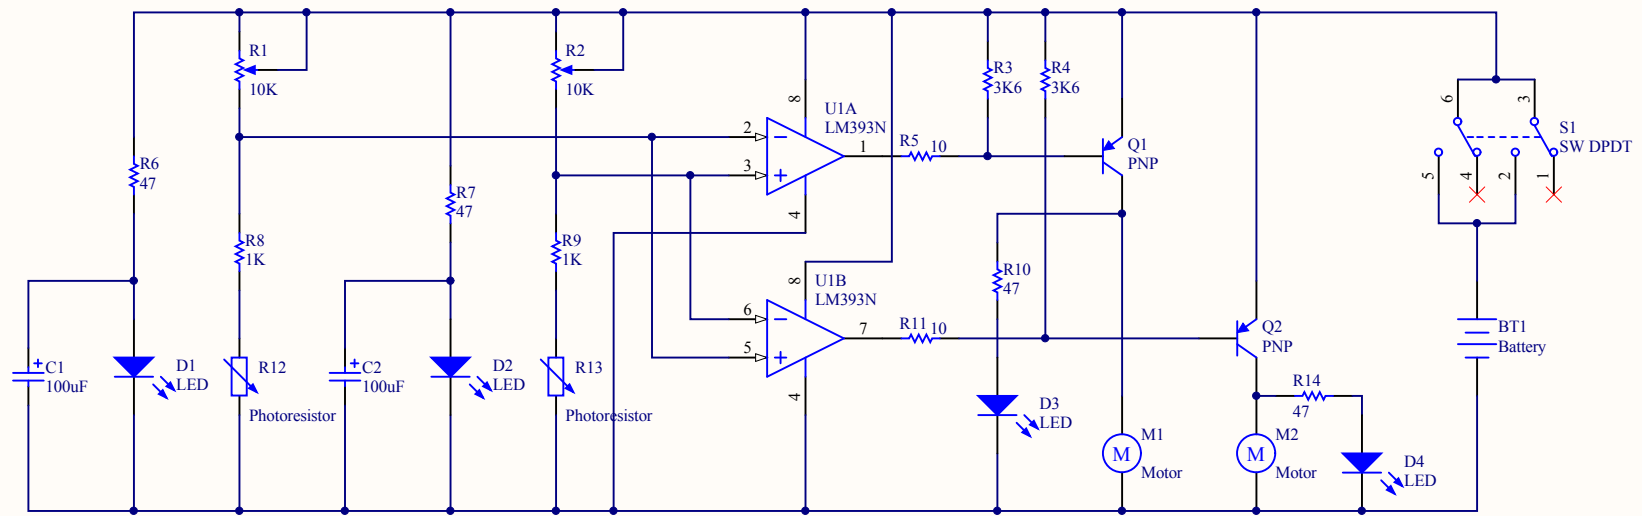 R1
10K
R2
10K
R3
3K6
R4
3K6
8
U1A
LM393N
2
3
1
4
R5 10
Q1
PNP
6
3
S1
SW DPDT
5
4
2
1
R6
47
R7
47
R8
1K
R9
1K
R10
47
8
U1B
LM393N
6
5
7
4
R11 10
Q2
PNP
BT1
Battery
+
C1
100uF
D1
LED
R12
Photoresistor
+
C2
100uF
D2
LED
R13
Photoresistor
R14
47
D3
LED
M
M1
Motor
M
M2
Motor
D4
LED